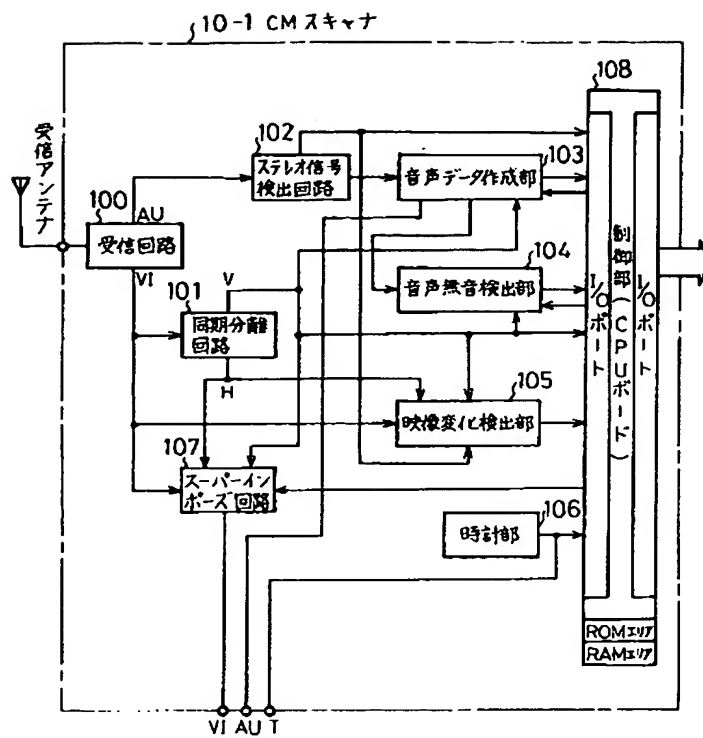 10-1 CMスキャナ
受信アンテナ
100
受信回路
AU
VI
102
ステレオ信号
検出回路
103
音声データ作成部
V
101
同期分離
回路
H
104
音声無音検出部
105
映像変化検出部
107
スーパーイン
ポーズ回路
106
時計部
108
I/Oポート
制御部(CPUボード)
I/Oポート
ROMエリア
RAMエリア
VI
AU
T